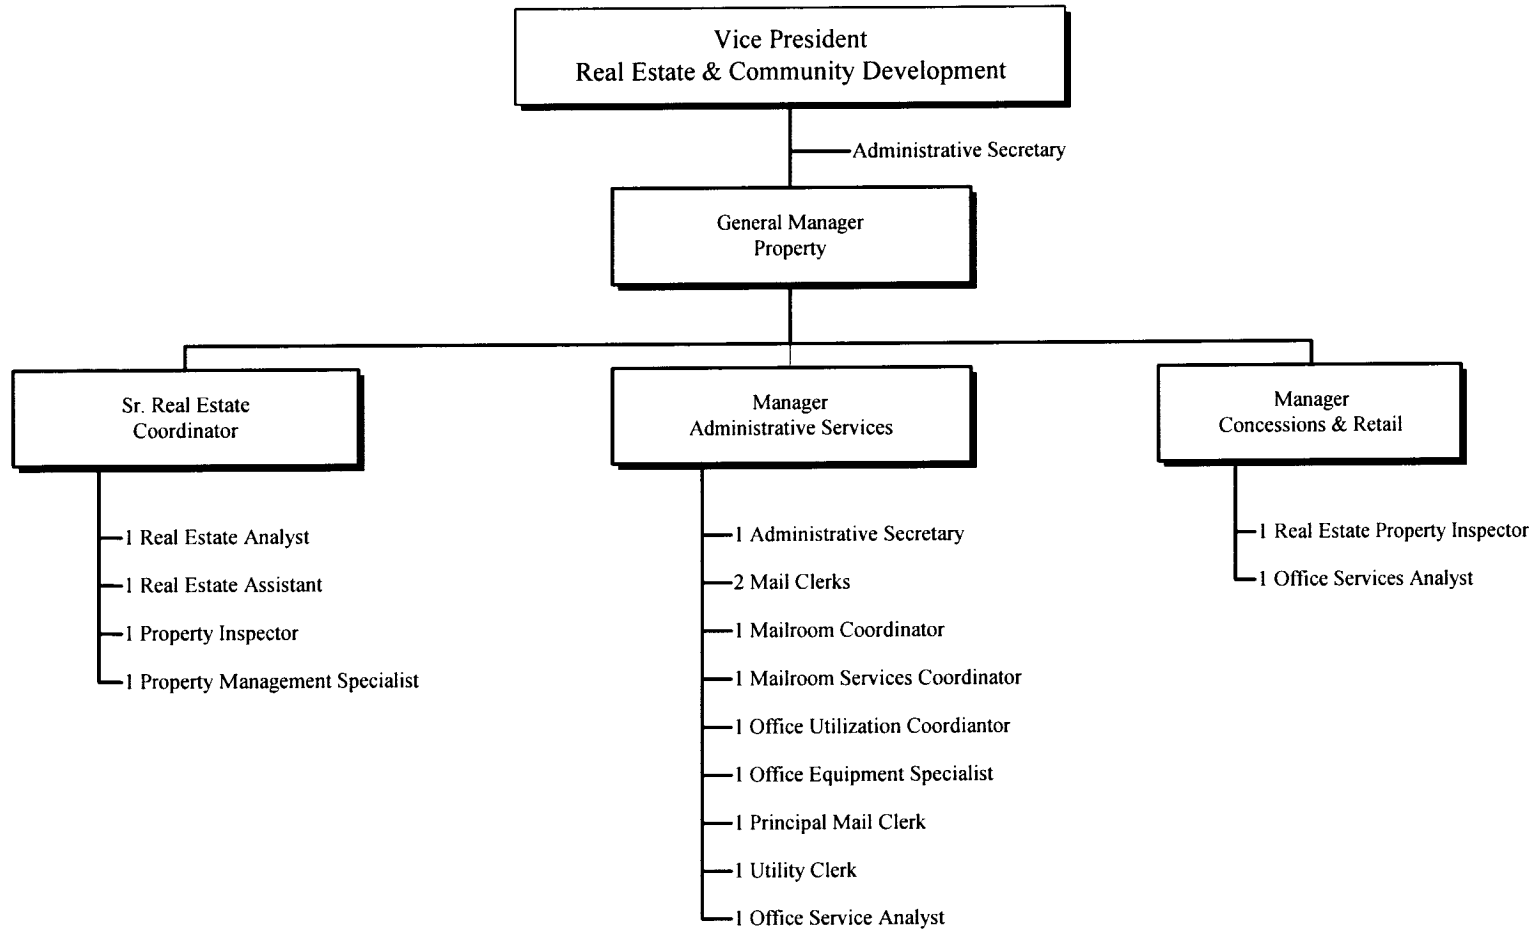 Vice President
Real Estate & Community Development
Administrative Secretary
General Manager
Property
Sr. Real Estate
Coordinator
1 Real Estate Analyst
1 Real Estate Assistant
1 Property Inspector
1 Property Management Specialist
Manager
Administrative Services
1 Administrative Secretary
2 Mail Clerks
1 Mailroom Coordinator
1 Mailroom Services Coordinator
1 Office Utilization Coordiantor
1 Office Equipment Specialist
1 Principal Mail Clerk
1 Utility Clerk
1 Office Service Analyst
Manager
Concessions & Retail
1 Real Estate Property Inspector
1 Office Services Analyst